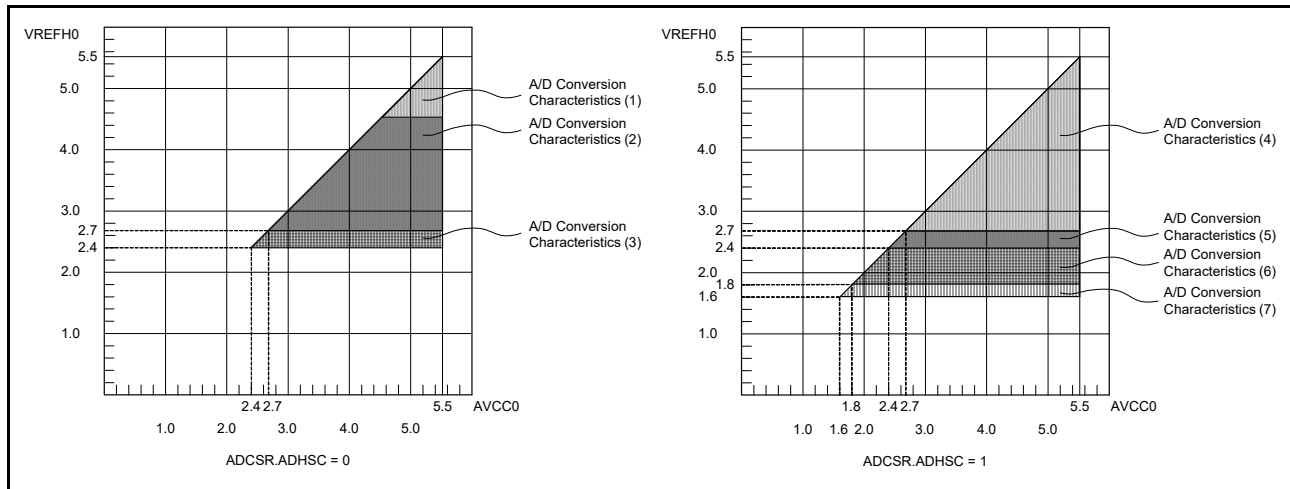 VREFH0
5.5
5.0
4.0
3.0
2.7
2.4
2.0
1.0
A/D Conversion
Characteristics (1)
A/D Conversion
Characteristics (2)
A/D Conversion
Characteristics (3)
2.4 2.7
5.5
AVCC0
1.0
2.0
3.0
4.0
5.0
ADCSR.ADHSC = 0
VREFH0
5.5
5.0
4.0
3.0
2.7
2.4
2.0
1.8
1.6
1.0
A/D Conversion
Characteristics (4)
A/D Conversion
Characteristics (5)
A/D Conversion
Characteristics (6)
A/D Conversion
Characteristics (7)
1.8
2.4 2.7
5.5
AVCC0
1.0
1.6
2.0
3.0
4.0
5.0
ADCSR.ADHSC = 1